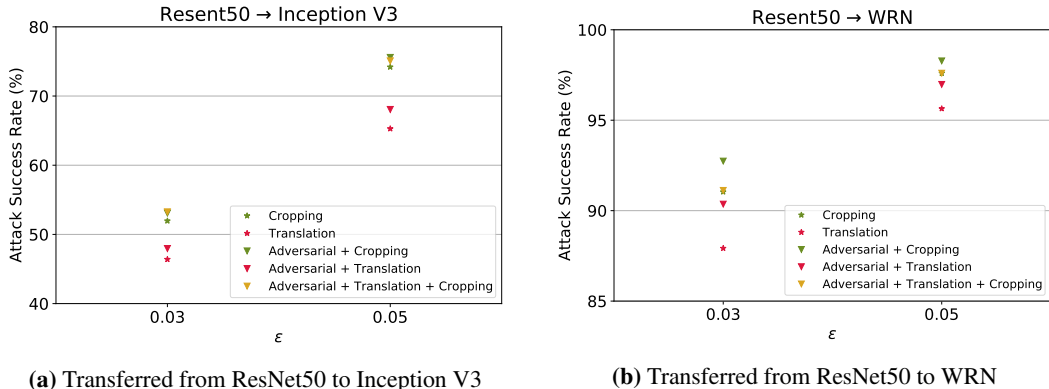 Resent50 → Inception V3
80
70
60
50
40
Attack Success Rate (%)
Cropping
Translation
Adversarial + Cropping
Adversarial + Translation
Adversarial + Translation + Cropping
0.03
0.05
ε
(a) Transferred from ResNet50 to Inception V3
Resent50 → WRN
100
95
90
85
Attack Success Rate (%)
Cropping
Translation
Adversarial + Cropping
Adversarial + Translation
Adversarial + Translation + Cropping
0.03
0.05
ε
(b) Transferred from ResNet50 to WRN